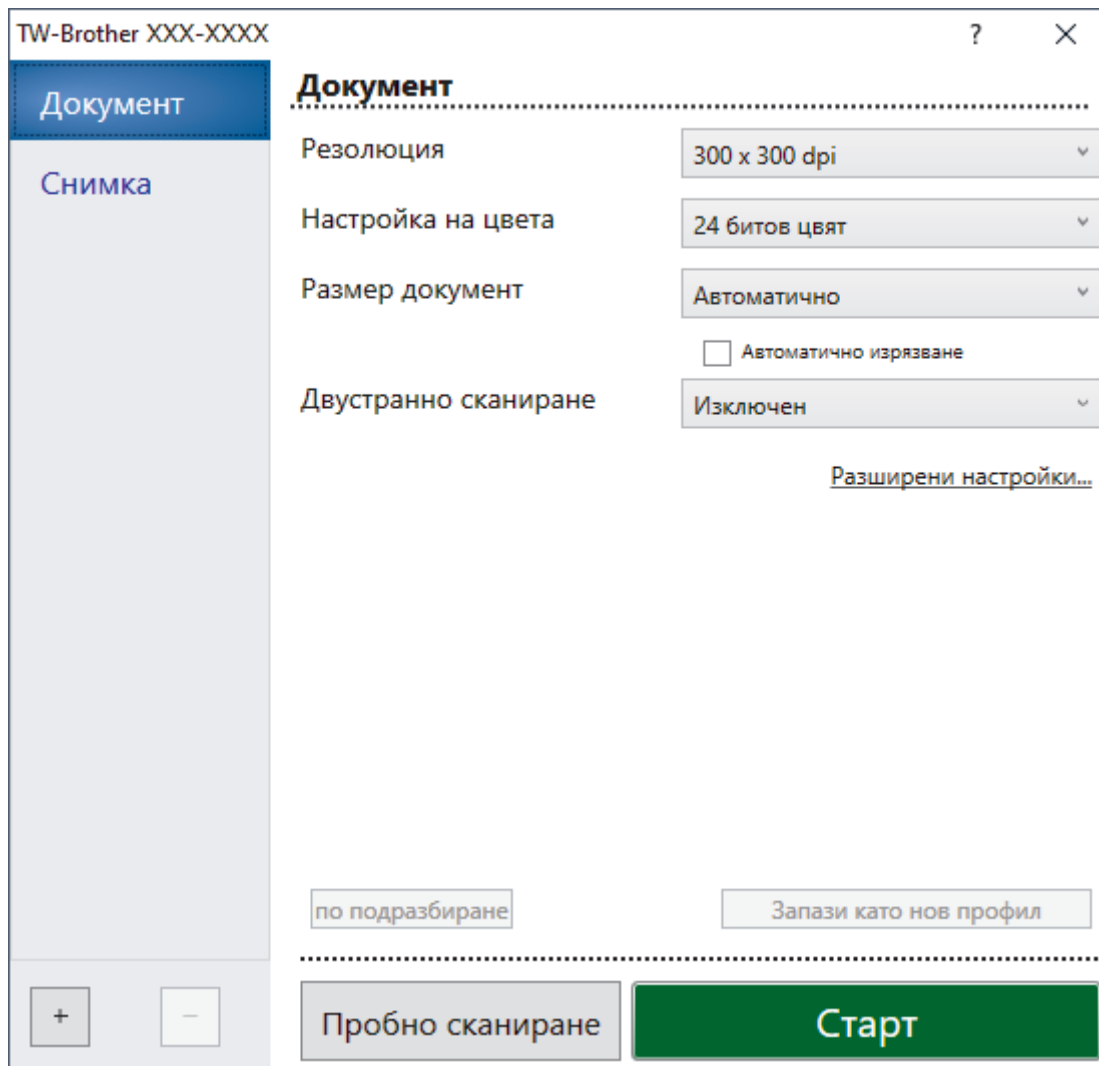 TW-Brother XXX-XXXX
?
Документ
Снимка
Документ
Резолюция
300 x 300 dpi
Настройка на цвета
24 битов цвят
Размер документ
Автоматично
Автоматично изрязване
Двустранно сканиране
Изключен
Разширени настройки...
по подразбиране
Запази като нов профил
+
−
Пробно сканиране
Старт